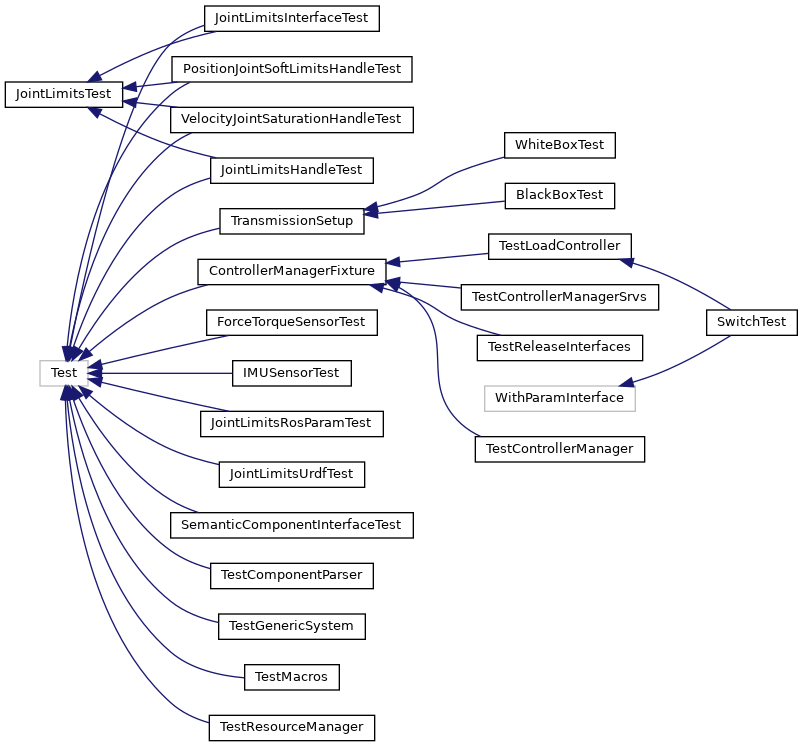 JointLimitsInterfaceTest
PositionJointSoftLimitsHandleTest
JointLimitsTest
VelocityJointSaturationHandleTest
WhiteBoxTest
JointLimitsHandleTest
BlackBoxTest
TransmissionSetup
TestLoadController
ControllerManagerFixture
TestControllerManagerSrvs
ForceTorqueSensorTest
SwitchTest
TestReleaseInterfaces
Test
IMUSensorTest
WithParamInterface
JointLimitsRosParamTest
TestControllerManager
JointLimitsUrdfTest
SemanticComponentInterfaceTest
TestComponentParser
TestGenericSystem
TestMacros
TestResourceManager